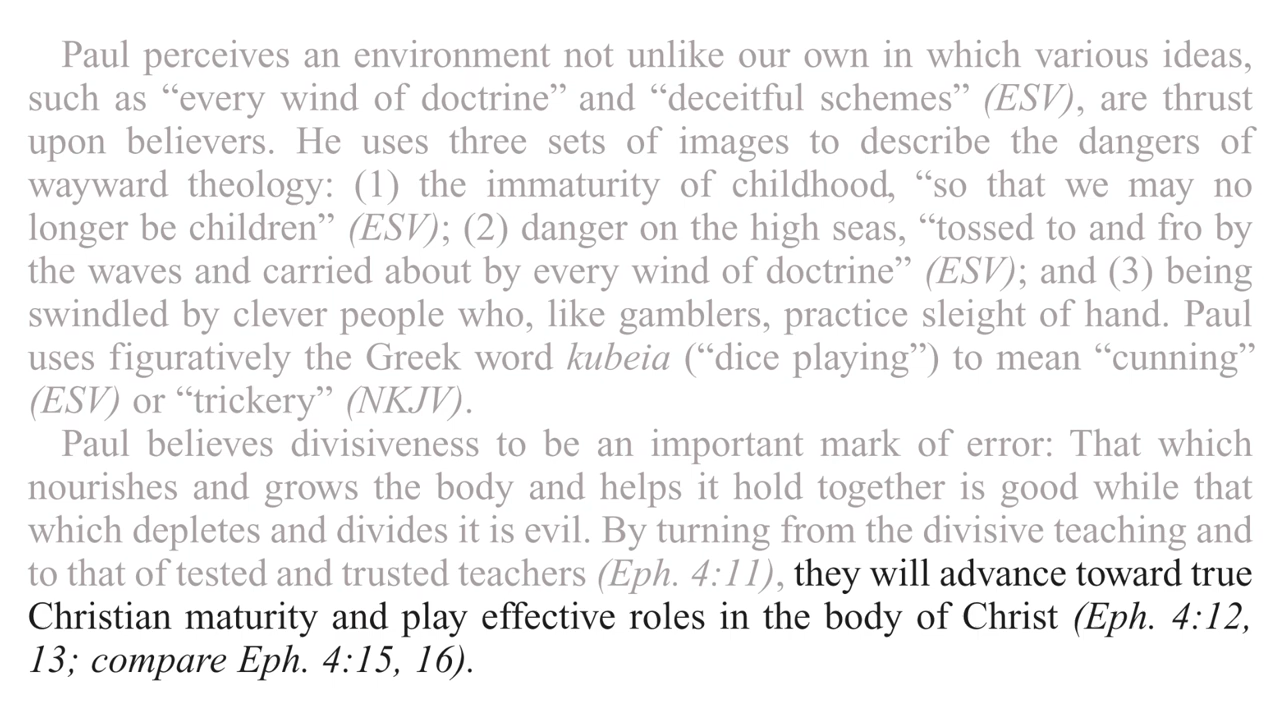 Paul perceives an environment not unlike our own in which various ideas,
such as “every wind of doctrine” and “deceitful schemes” (ESV), are thrust
upon believers. He uses three sets of images to describe the dangers of
wayward theology: (1) the immaturity of childhood, “so that we may no
longer be children” (ESV); (2) danger on the high seas, “tossed to and fro by
the waves and carried about by every wind of doctrine” (ESV); and (3) being
swindled by clever people who, like gamblers, practice sleight of hand. Paul
uses figuratively the Greek word kubeia (“dice playing”) to mean “cunning”
(ESV) or “trickery” (NKJV).
Paul believes divisiveness to be an important mark of error: That which
nourishes and grows the body and helps it hold together is good while that
which depletes and divides it is evil. By turning from the divisive teaching and
to that of tested and trusted teachers (Eph. 4:11), they will advance toward true
Christian maturity and play effective roles in the body of Christ (Eph. 4:12,
13; compare Eph. 4:15, 16).